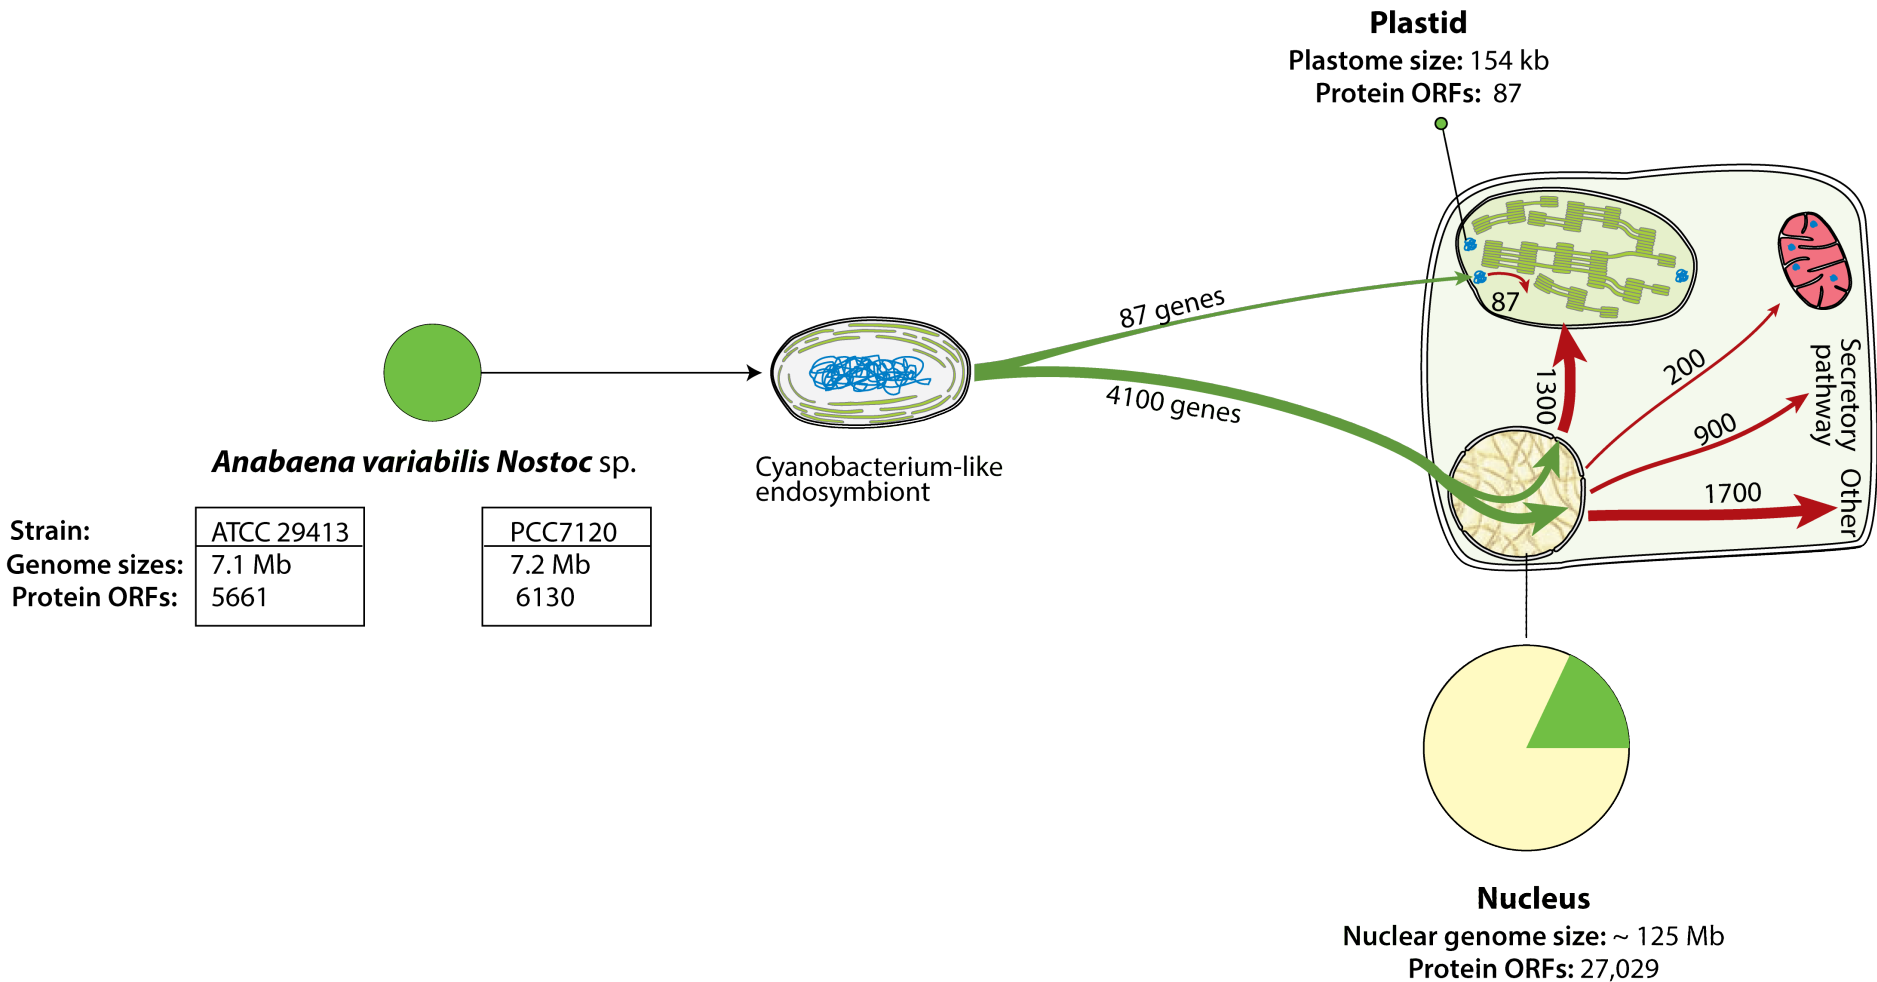 Plastid
Plastome size: 154 kb
Protein ORFs: 87
87 genes
87
4100 genes
1300
200
900
1700
Secretory
pathway
Other
Cyanobacterium-like
endosymbiont
Anabaena variabilis Nostoc sp.
Strain: ATCC 29413 PCC7120
Genome sizes: 7.1 Mb 7.2 Mb
Protein ORFs: 5661 6130
Nucleus
Nuclear genome size: ~ 125 Mb
Protein ORFs: 27,029